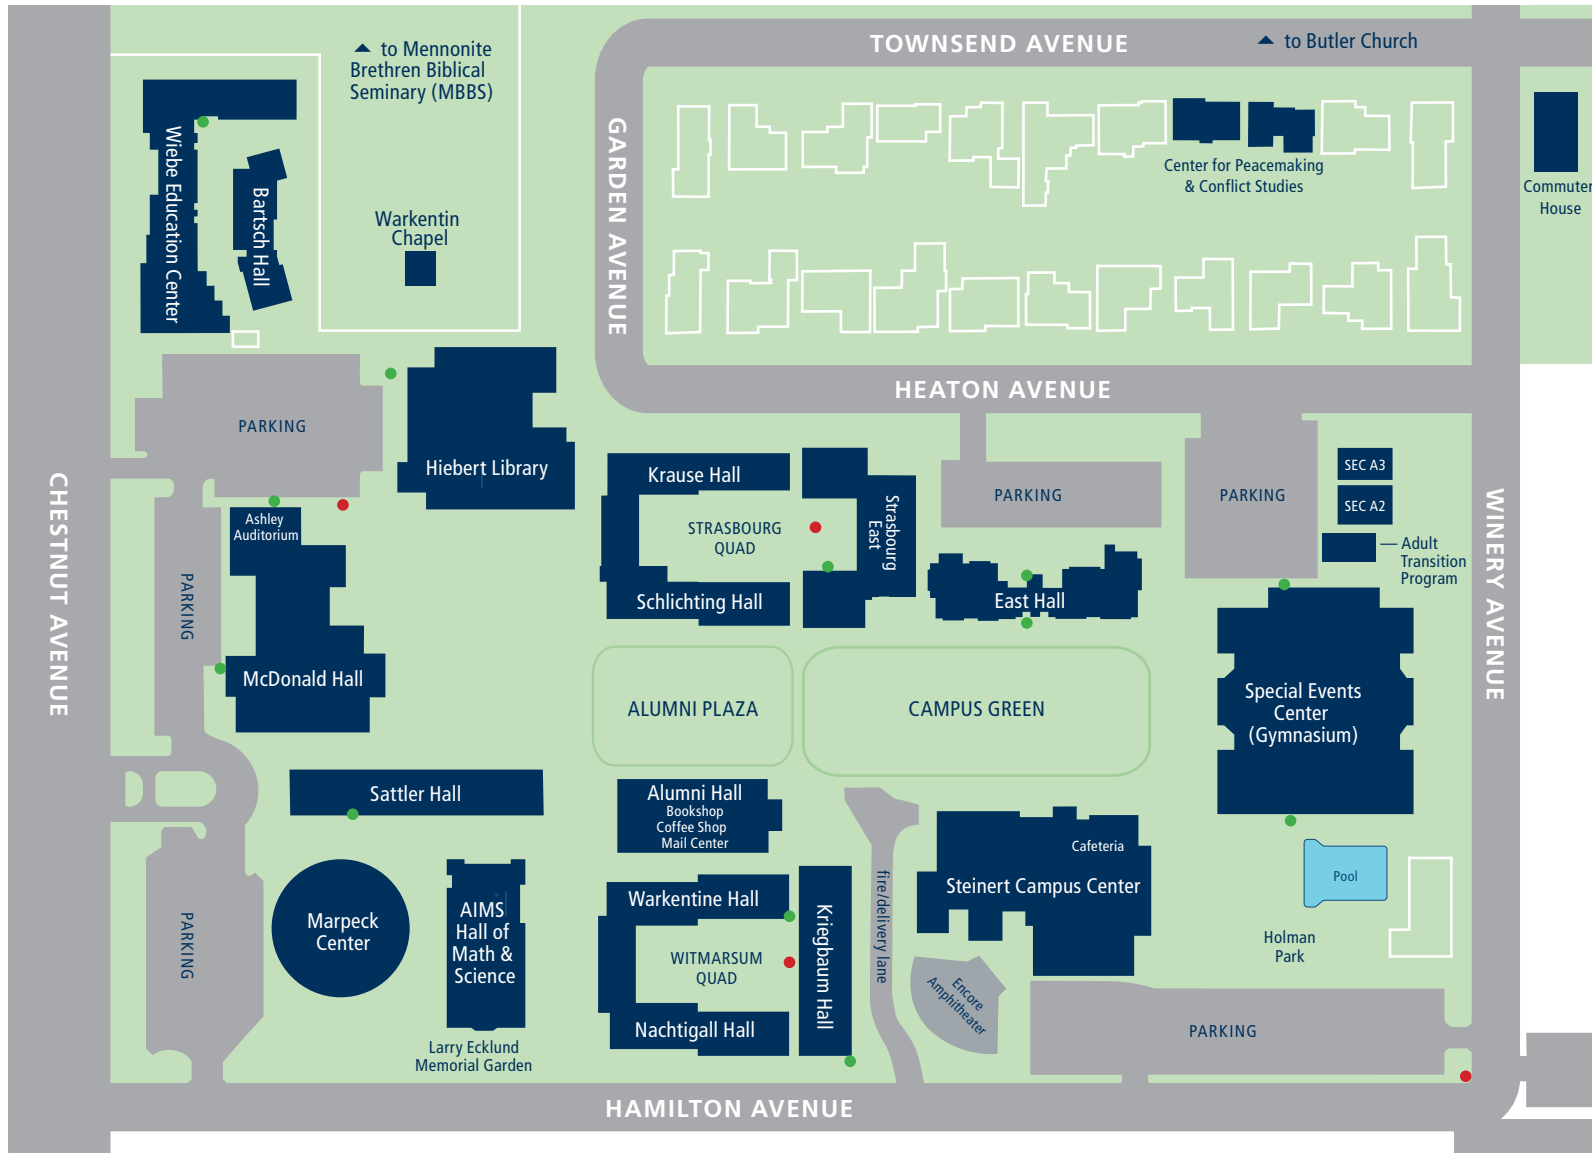 to Mennonite
Brethren Biblical
Seminary (MBBS)
TOWNSEND AVENUE
to Butler Church
GARDEN AVENUE
Wiebe Education Center
Bartsch Hall
Warkentin
Chapel
Center for Peacemaking
& Conflict Studies
Commuter
House
HEATON AVENUE
PARKING
Hiebert Library
Krause Hall
STRASBOURG
QUAD
Strasbourg
East
Schlichting Hall
PARKING
PARKING
SEC A3
SEC A2
Adult
Transition
Program
CHESTNUT AVENUE
WINERY AVENUE
Ashley
Auditorium
PARKING
McDonald Hall
East Hall
ALUMNI PLAZA
CAMPUS GREEN
Special Events
Center
(Gymnasium)
Sattler Hall
Alumni Hall
Bookshop
Coffee Shop
Mail Center
Cafeteria
Steinert Campus Center
fire/delivery lane
Pool
Holman
Park
PARKING
Marpeck
Center
AIMS
Hall of
Math &
Science
Larry Ecklund
Memorial Garden
Warkentine Hall
WITMARSUM
QUAD
Kriegbaum Hall
Nachtigall Hall
Encore
Amphitheater
PARKING
HAMILTON AVENUE